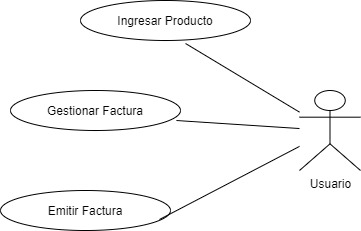 Ingresar Producto
Gestionar Factura
Usuario
Emitir Factura